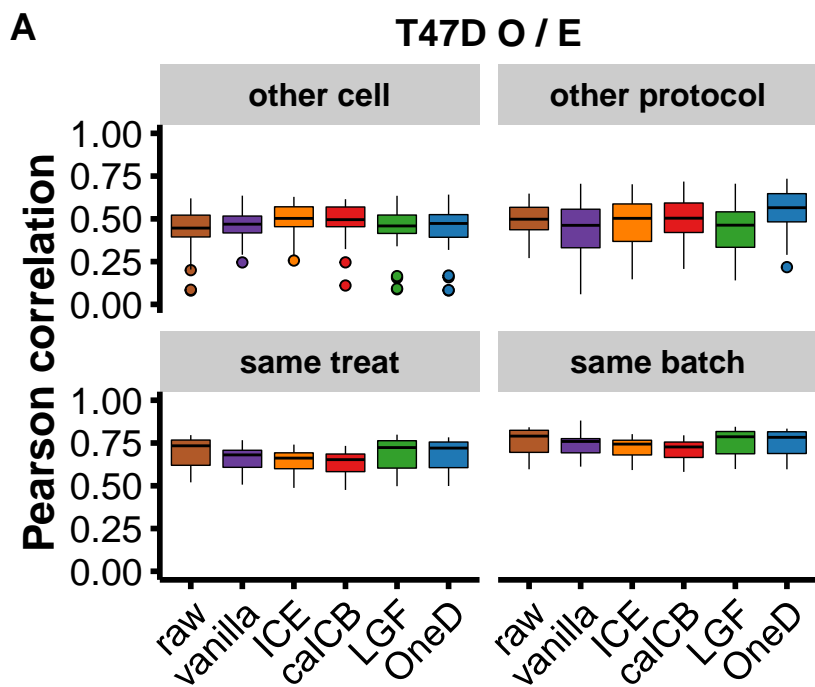 A
T47D O / E
other cell
other protocol
1.00
0.75
0.50
0.25
0.00
same treat
same batch
1.00
0.75
0.50
0.25
0.00
Pearson correlation
raw
vanilla
ICE
calCB
LGF
OneD
raw
vanilla
ICE
calCB
LGF
OneD